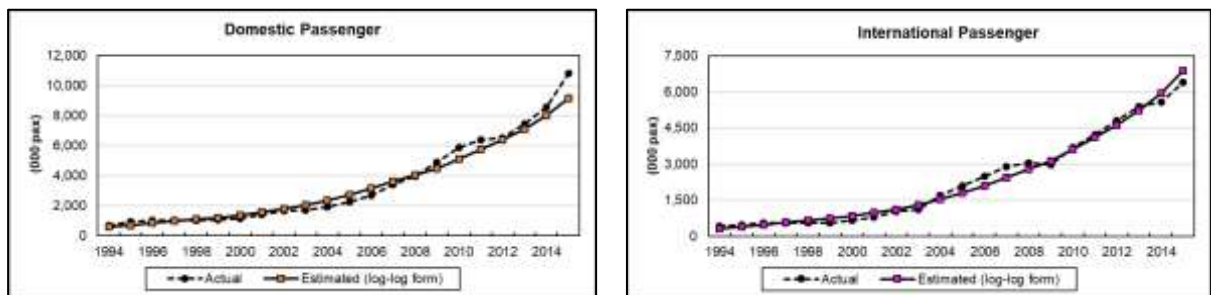 Domestic Passenger
(000 pax)
12,000
10,000
8,000
6,000
4,000
2,000
0
1994 1996 1998 2000 2002 2004 2006 2008 2010 2012 2014
Actual Estimated (log-log form)
International Passenger
(000 pax)
7,500
6,000
4,500
3,000
1,500
0
1994 1996 1998 2000 2002 2004 2006 2008 2010 2012 2014
Actual Estimated (log-log form)